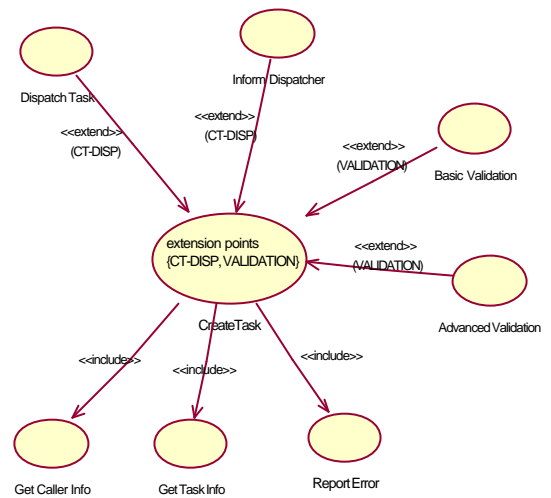 Dispatch Task
Inform Dispatcher
<<extend>>
(CT-DISP)
<<extend>>
(CT-DISP)
<<extend>>
(VALIDATION)
Basic Validation
extension points
{CT-DISP, VALIDATION}
<<extend>>
(VALIDATION)
Advanced Validation
CreateTask
<<include>>
<<include>>
<<include>>
Get Caller Info
Get Task Info
Report Error